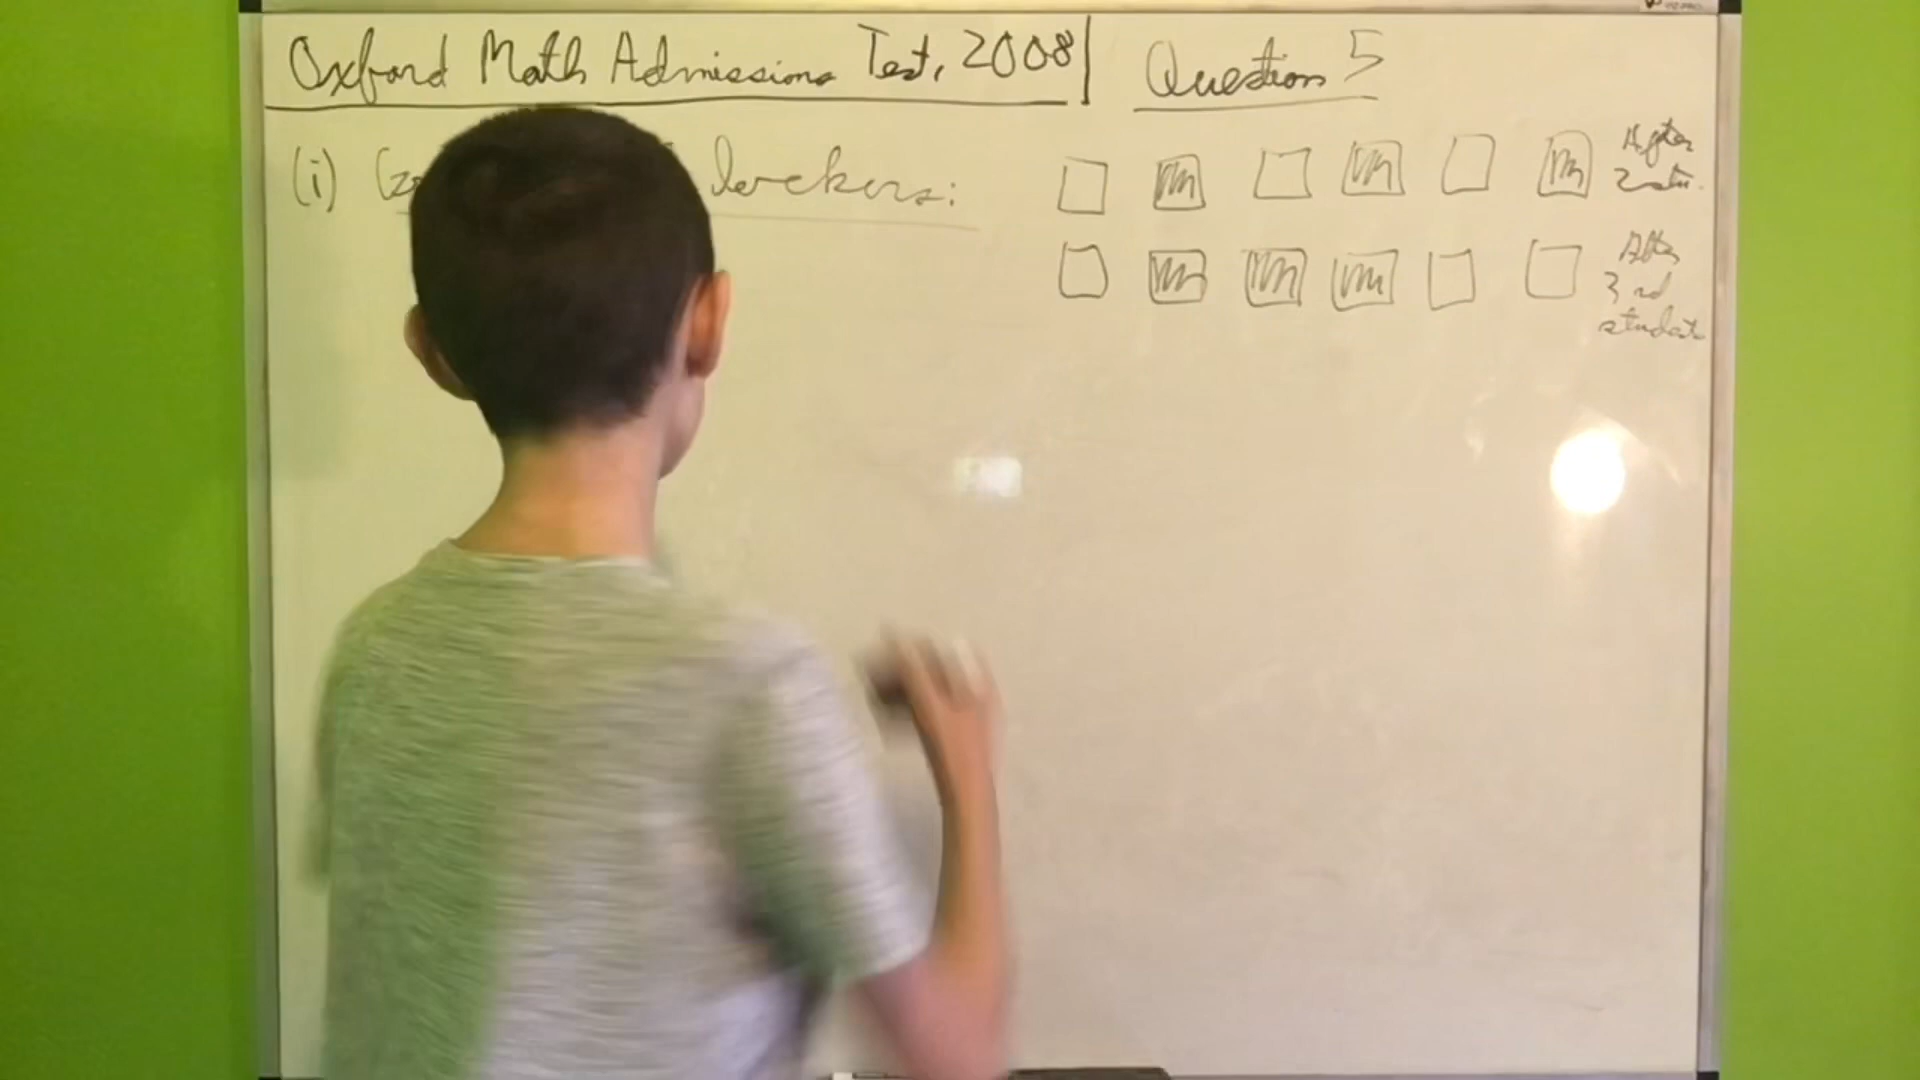 Oxford Math Admissions Test, 2008 | Question 5
(i) lockers:
After
2 stu.
After
3 rd
student